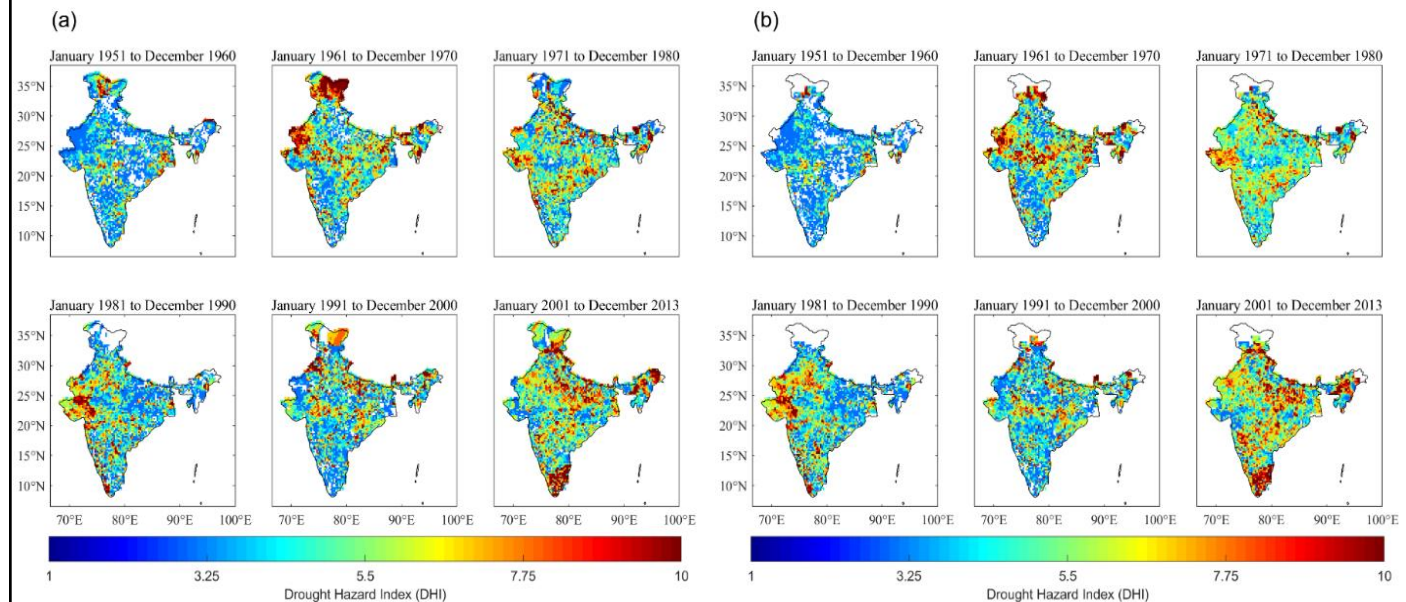 (a)
January 1951 to December 1960
January 1961 to December 1970
January 1971 to December 1980
35°N
30°N
25°N
20°N
15°N
10°N
January 1981 to December 1990
January 1991 to December 2000
January 2001 to December 2013
35°N
30°N
25°N
20°N
15°N
10°N
70°E 80°E 90°E 100°E 70°E 80°E 90°E 100°E 70°E 80°E 90°E 100°E
1 3.25 5.5 7.75 10
Drought Hazard Index (DHI)
(b)
January 1951 to December 1960
January 1961 to December 1970
January 1971 to December 1980
35°N
30°N
25°N
20°N
15°N
10°N
January 1981 to December 1990
January 1991 to December 2000
January 2001 to December 2013
35°N
30°N
25°N
20°N
15°N
10°N
70°E 80°E 90°E 100°E 70°E 80°E 90°E 100°E 70°E 80°E 90°E 100°E
1 3.25 5.5 7.75 10
Drought Hazard Index (DHI)